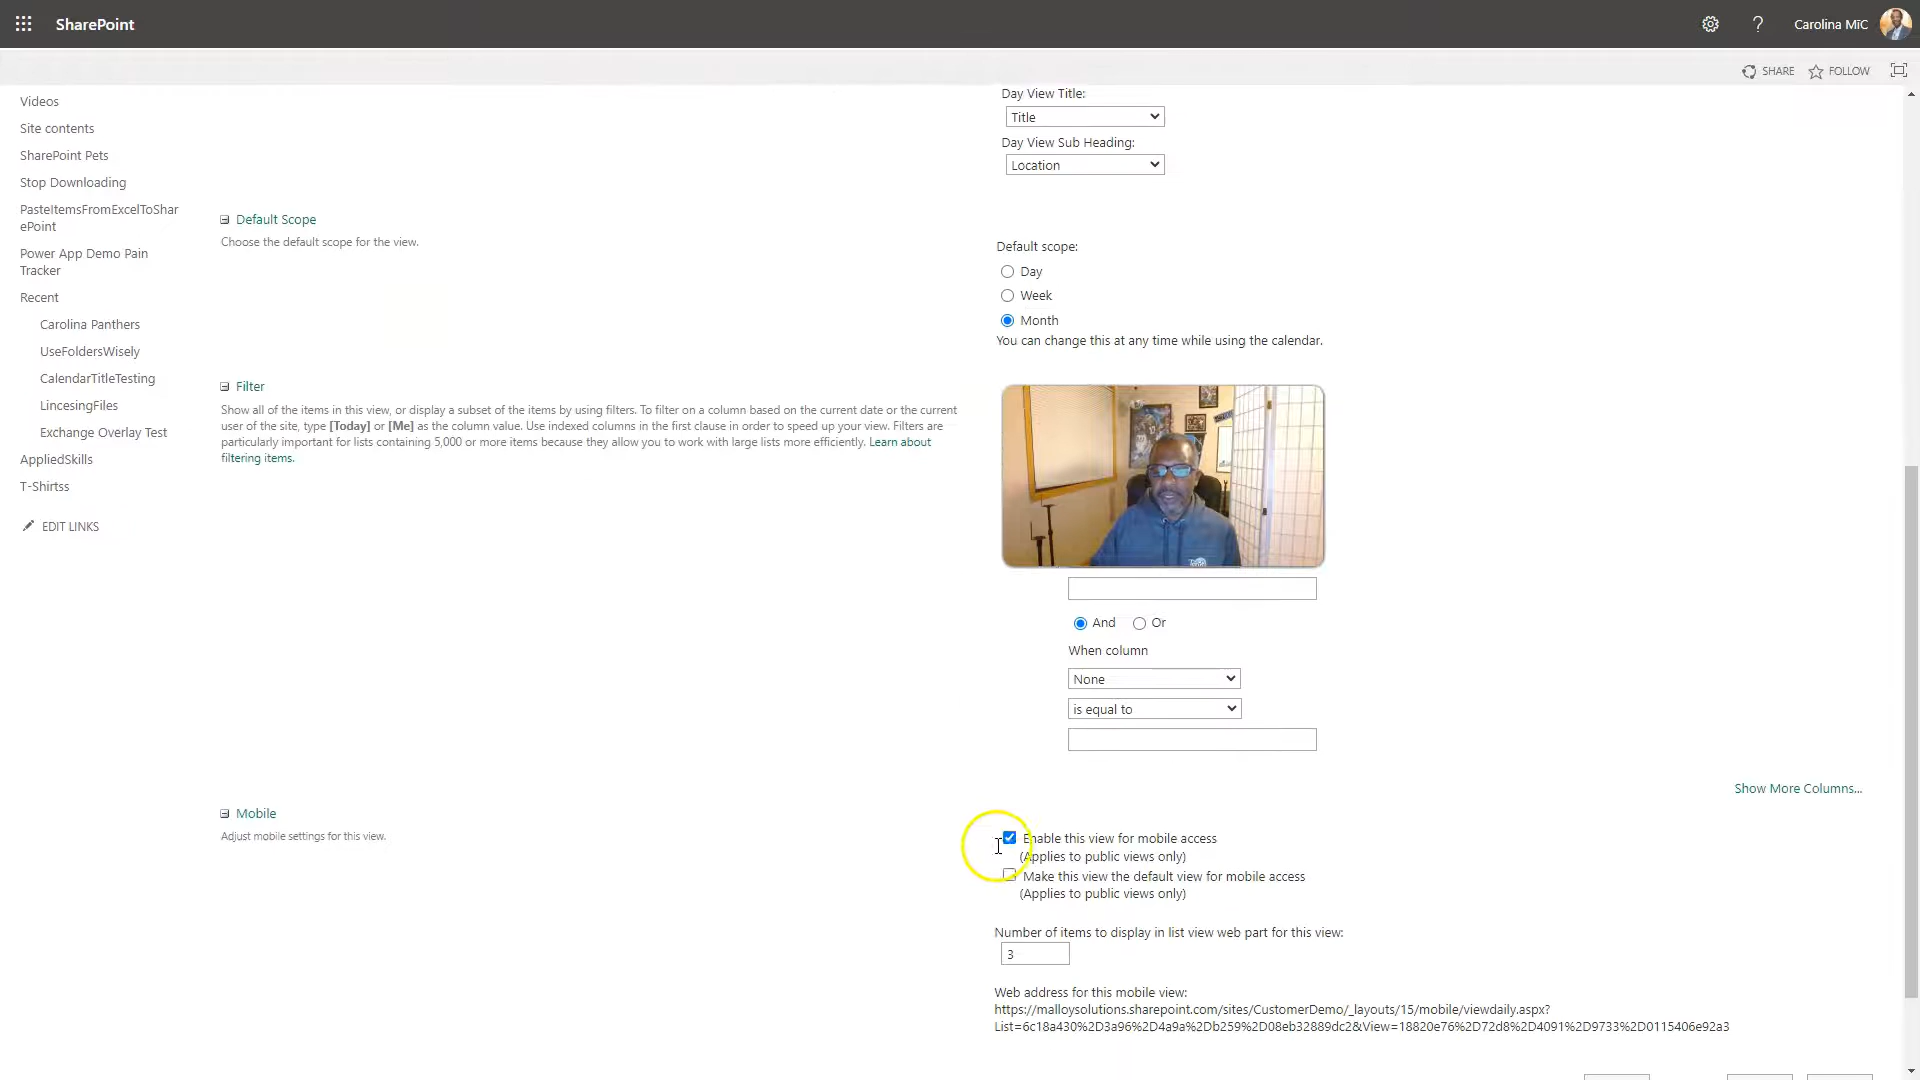 SharePoint
Carolina MiC
SHARE
FOLLOW
Videos
Site contents
SharePoint Pets
Stop Downloading
PasteItemsFromExcelToShar
ePoint
Power App Demo Pain
Tracker
Recent
Carolina Panthers
UseFoldersWisely
CalendarTitleTesting
LincesingFiles
Exchange Overlay Test
AppliedSkills
T-Shirtss
EDIT LINKS
Day View Title:
Title
Day View Sub Heading:
Location
Default Scope
Choose the default scope for the view.
Default scope:
Day
Week
Month
You can change this at any time while using the calendar.
Filter
Show all of the items in this view, or display a subset of the items by using filters. To filter on a column based on the current date or the current
user of the site, type [Today] or [Me] as the column value. Use indexed columns in the first clause in order to speed up your view. Filters are
particularly important for lists containing 5,000 or more items because they allow you to work with large lists more efficiently. Learn about
filtering items.
And
Or
When column
None
is equal to
Show More Columns...
Mobile
Adjust mobile settings for this view.
Enable this view for mobile access
(Applies to public views only)
Make this view the default view for mobile access
(Applies to public views only)
Number of items to display in list view web part for this view:
3
Web address for this mobile view:
https://malloysolutions.sharepoint.com/sites/CustomerDemo/_layouts/15/mobile/viewdaily.aspx?
List=6c18a430%2D3a96%2D4a9a%2Db259%2D08eb32889dc2&View=18820e76%2D72d8%2D4091%2D9733%2D0115406e92a3